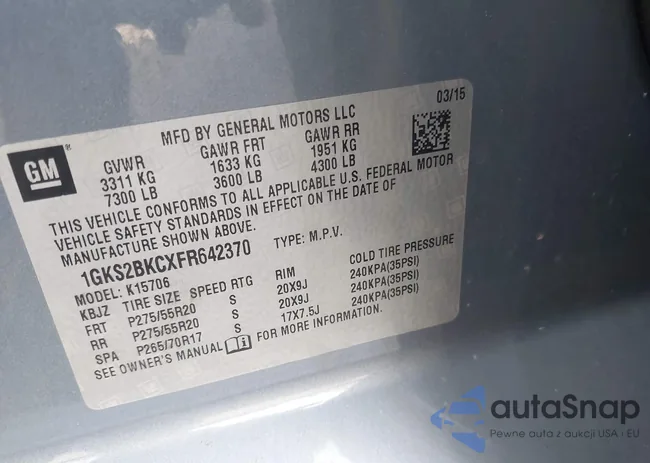 03/15
MFD BY GENERAL MOTORS LLC
GM®
GVWR GAWR FRT GAWR RR
3311 KG 1633 KG 1951 KG
7300 LB 3600 LB 4300 LB
THIS VEHICLE CONFORMS TO ALL APPLICABLE U.S. FEDERAL MOTOR
VEHICLE SAFETY STANDARDS IN EFFECT ON THE DATE OF
MANUFACTURE SHOWN ABOVE.
1GKS2BKCXFR642370 TYPE: M.P.V.
MODEL: K15706
KBJZ TIRE SIZE SPEED RTG RIM COLD TIRE PRESSURE
FRT P275/55R20 S 20X9J 240KPA(35PSI)
RR P275/55R20 S 20X9J 240KPA(35PSI)
SPA P265/70R17 S 17X7.5J 240KPA(35PSI)
SEE OWNER'S MANUAL FOR MORE INFORMATION.
autaSnap
Pewne auta z aukcji USA · EU